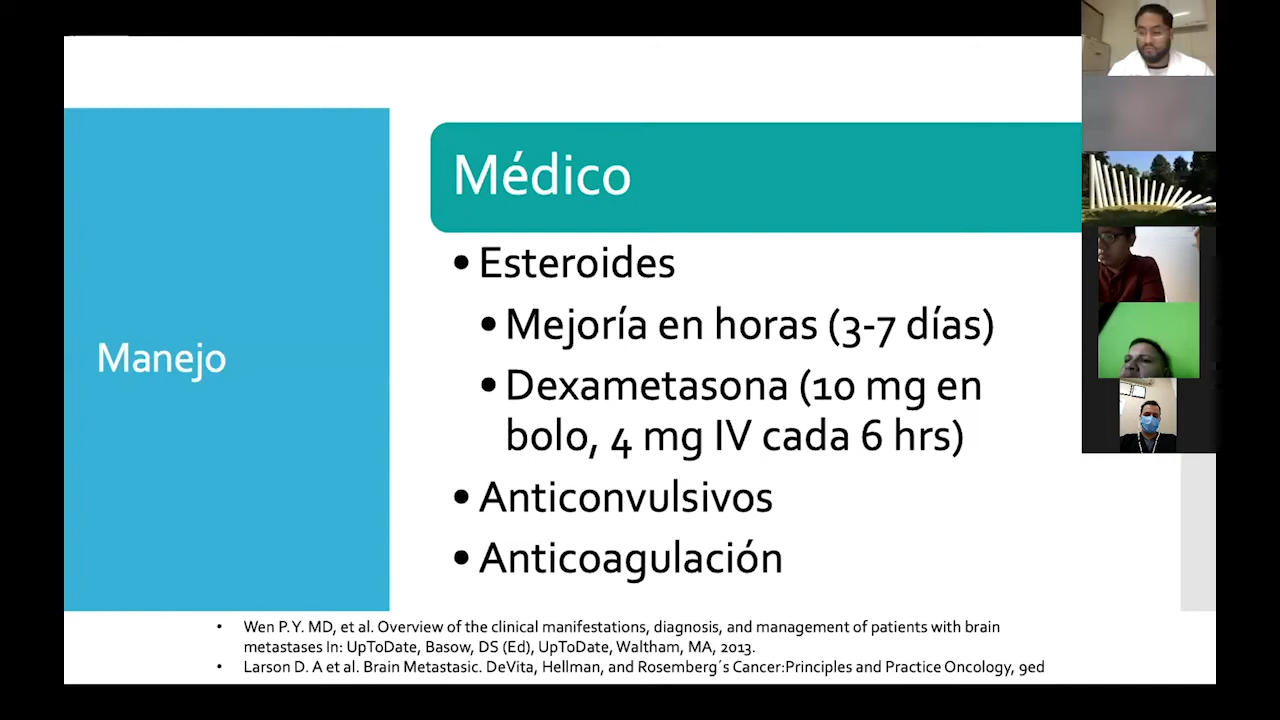 Manejo
Médico
• Esteroides
• Mejoría en horas (3-7 días)
• Dexametasona (10 mg en
bolo, 4 mg IV cada 6 hrs)
• Anticonvulsivos
• Anticoagulación
• Wen P.Y. MD, et al. Overview of the clinical manifestations, diagnosis, and management of patients with brain
metastases In: UpToDate, Basow, DS (Ed), UpToDate, Waltham, MA, 2013.
• Larson D. A et al. Brain Metastasic. DeVita, Hellman, and Rosemberg´s Cancer:Principles and Practice Oncology, 9ed